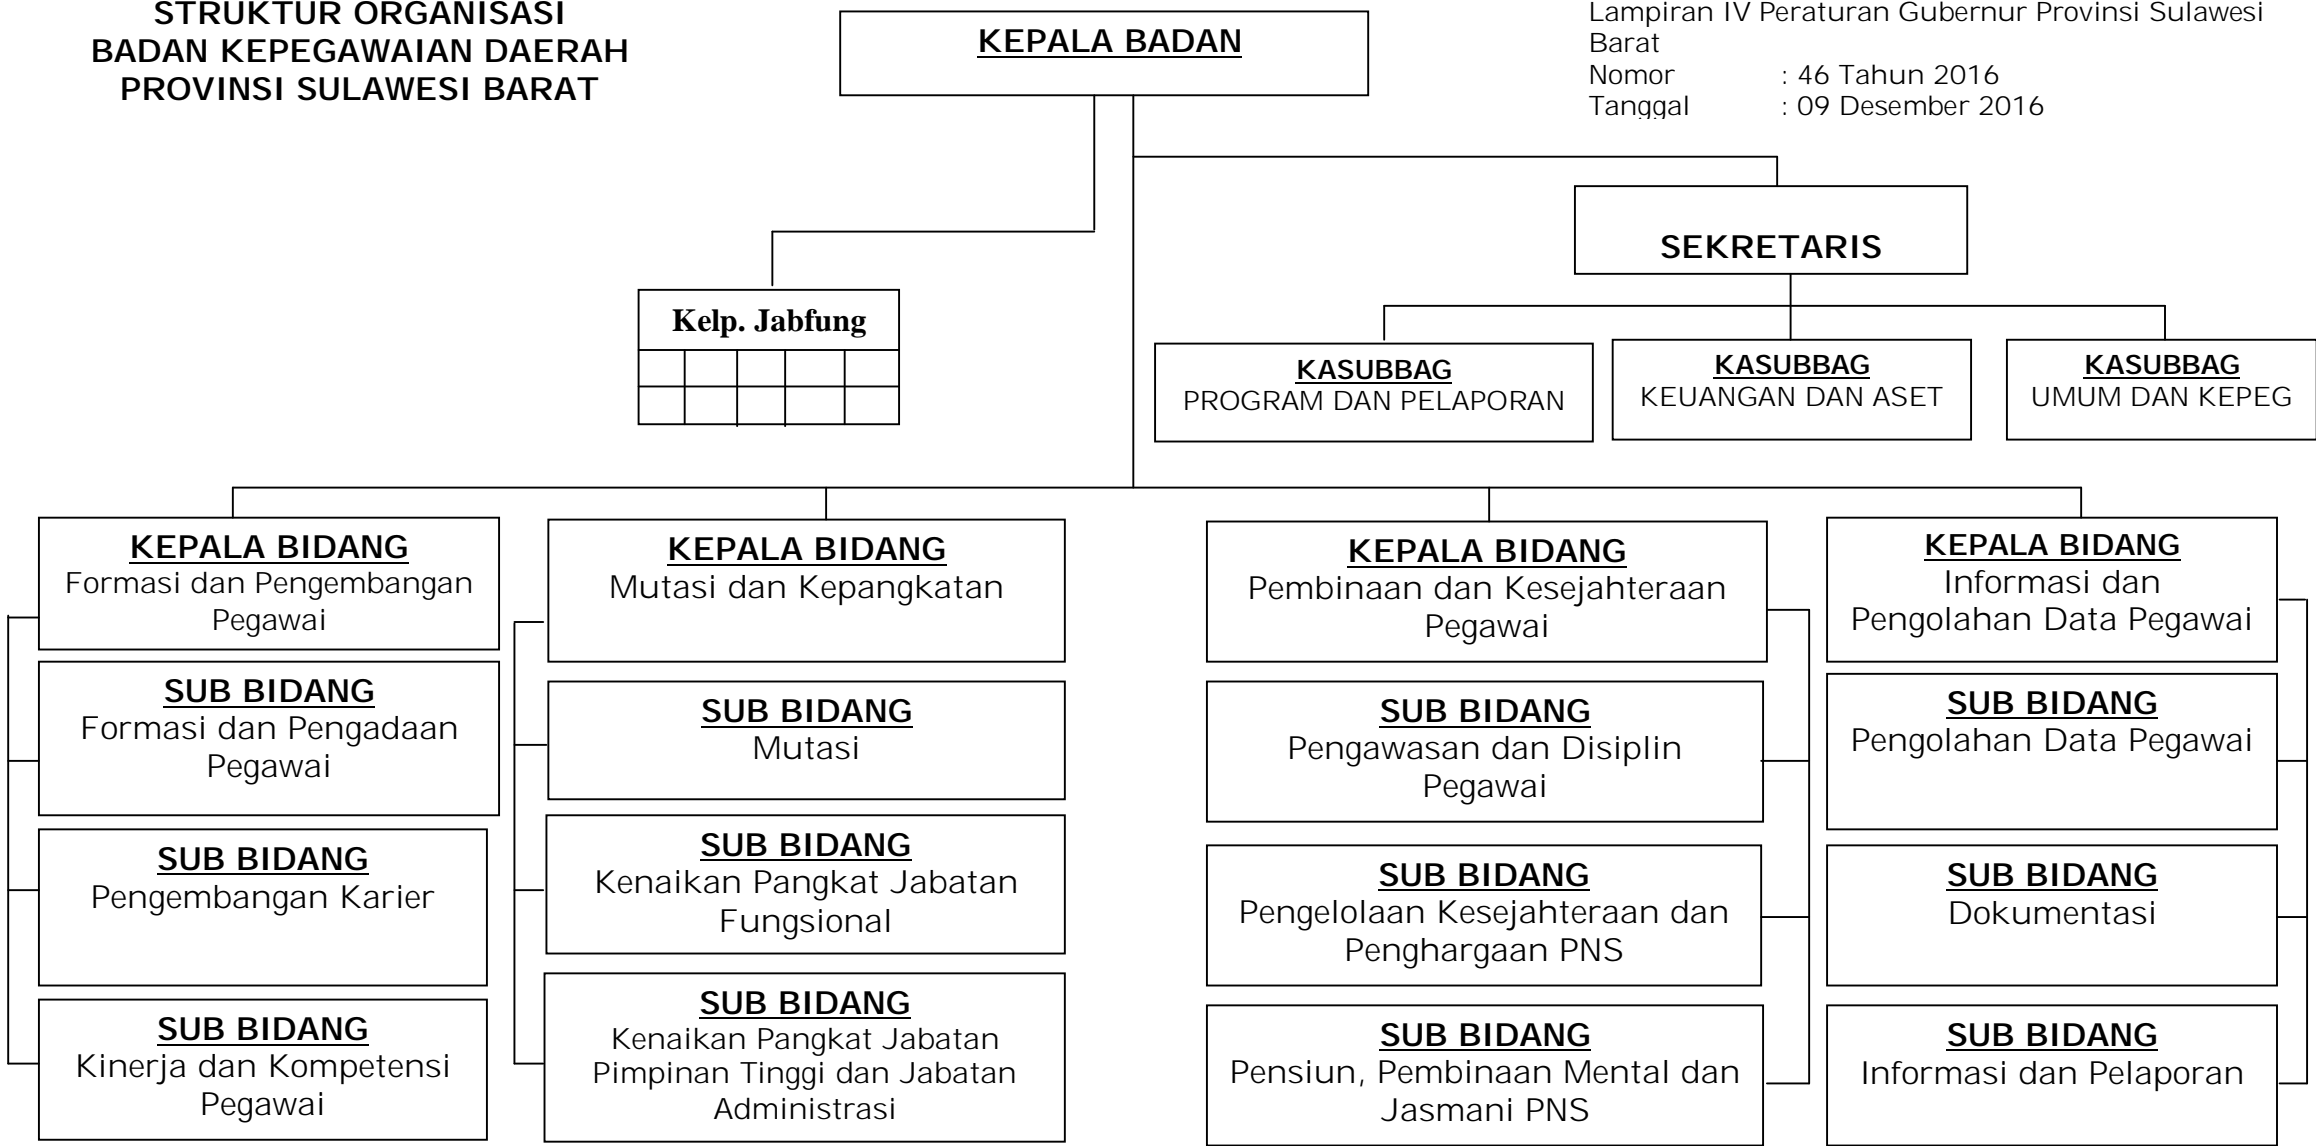 STRUKTUR ORGANISASI
BADAN KEPEGAWAIAN DAERAH
PROVINSI SULAWESI BARAT
KEPALA BADAN
Lampiran IV Peraturan Gubernur Provinsi Sulawesi
Barat
Nomor : 46 Tahun 2016
Tanggal : 09 Desember 2016
SEKRETARIS
Kelp. Jabfung
KASUBBAG
PROGRAM DAN PELAPORAN
KASUBBAG
KEUANGAN DAN ASET
KASUBBAG
UMUM DAN KEPEG
KEPALA BIDANG
Formasi dan Pengembangan
Pegawai
SUB BIDANG
Formasi dan Pengadaan
Pegawai
SUB BIDANG
Pengembangan Karier
SUB BIDANG
Kinerja dan Kompetensi
Pegawai
KEPALA BIDANG
Mutasi dan Kepangkatan
SUB BIDANG
Mutasi
SUB BIDANG
Kenaikan Pangkat Jabatan
Fungsional
SUB BIDANG
Kenaikan Pangkat Jabatan
Pimpinan Tinggi dan Jabatan
Administrasi
KEPALA BIDANG
Pembinaan dan Kesejahteraan
Pegawai
SUB BIDANG
Pengawasan dan Disiplin
Pegawai
SUB BIDANG
Pengelolaan Kesejahteraan dan
Penghargaan PNS
SUB BIDANG
Pensiun, Pembinaan Mental dan
Jasmani PNS
KEPALA BIDANG
Informasi dan
Pengolahan Data Pegawai
SUB BIDANG
Pengolahan Data Pegawai
SUB BIDANG
Dokumentasi
SUB BIDANG
Informasi dan Pelaporan